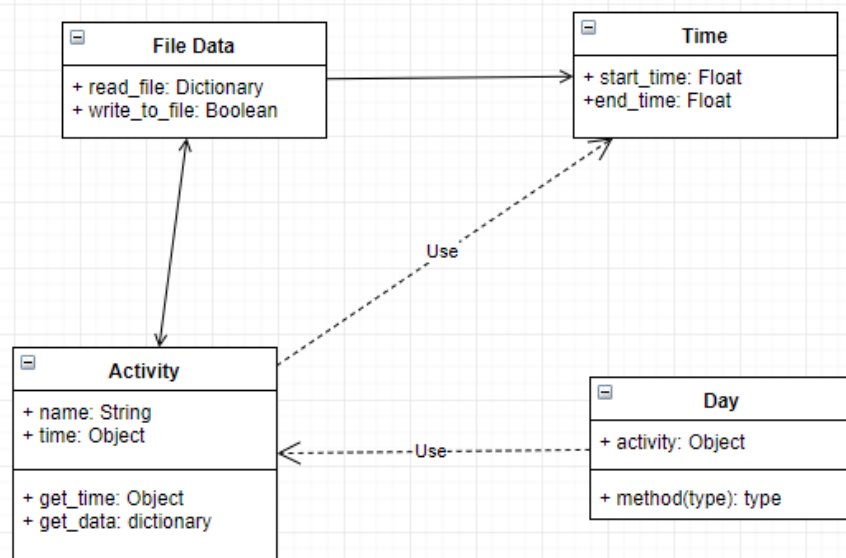 File Data
+ read_file: Dictionary
+ write_to_file: Boolean
Time
+ start_time: Float
+end_time: Float
Use
Activity
+ name: String
+ time: Object
+ get_time: Object
+ get_data: dictionary
Use
Day
+ activity: Object
+ method(type): type